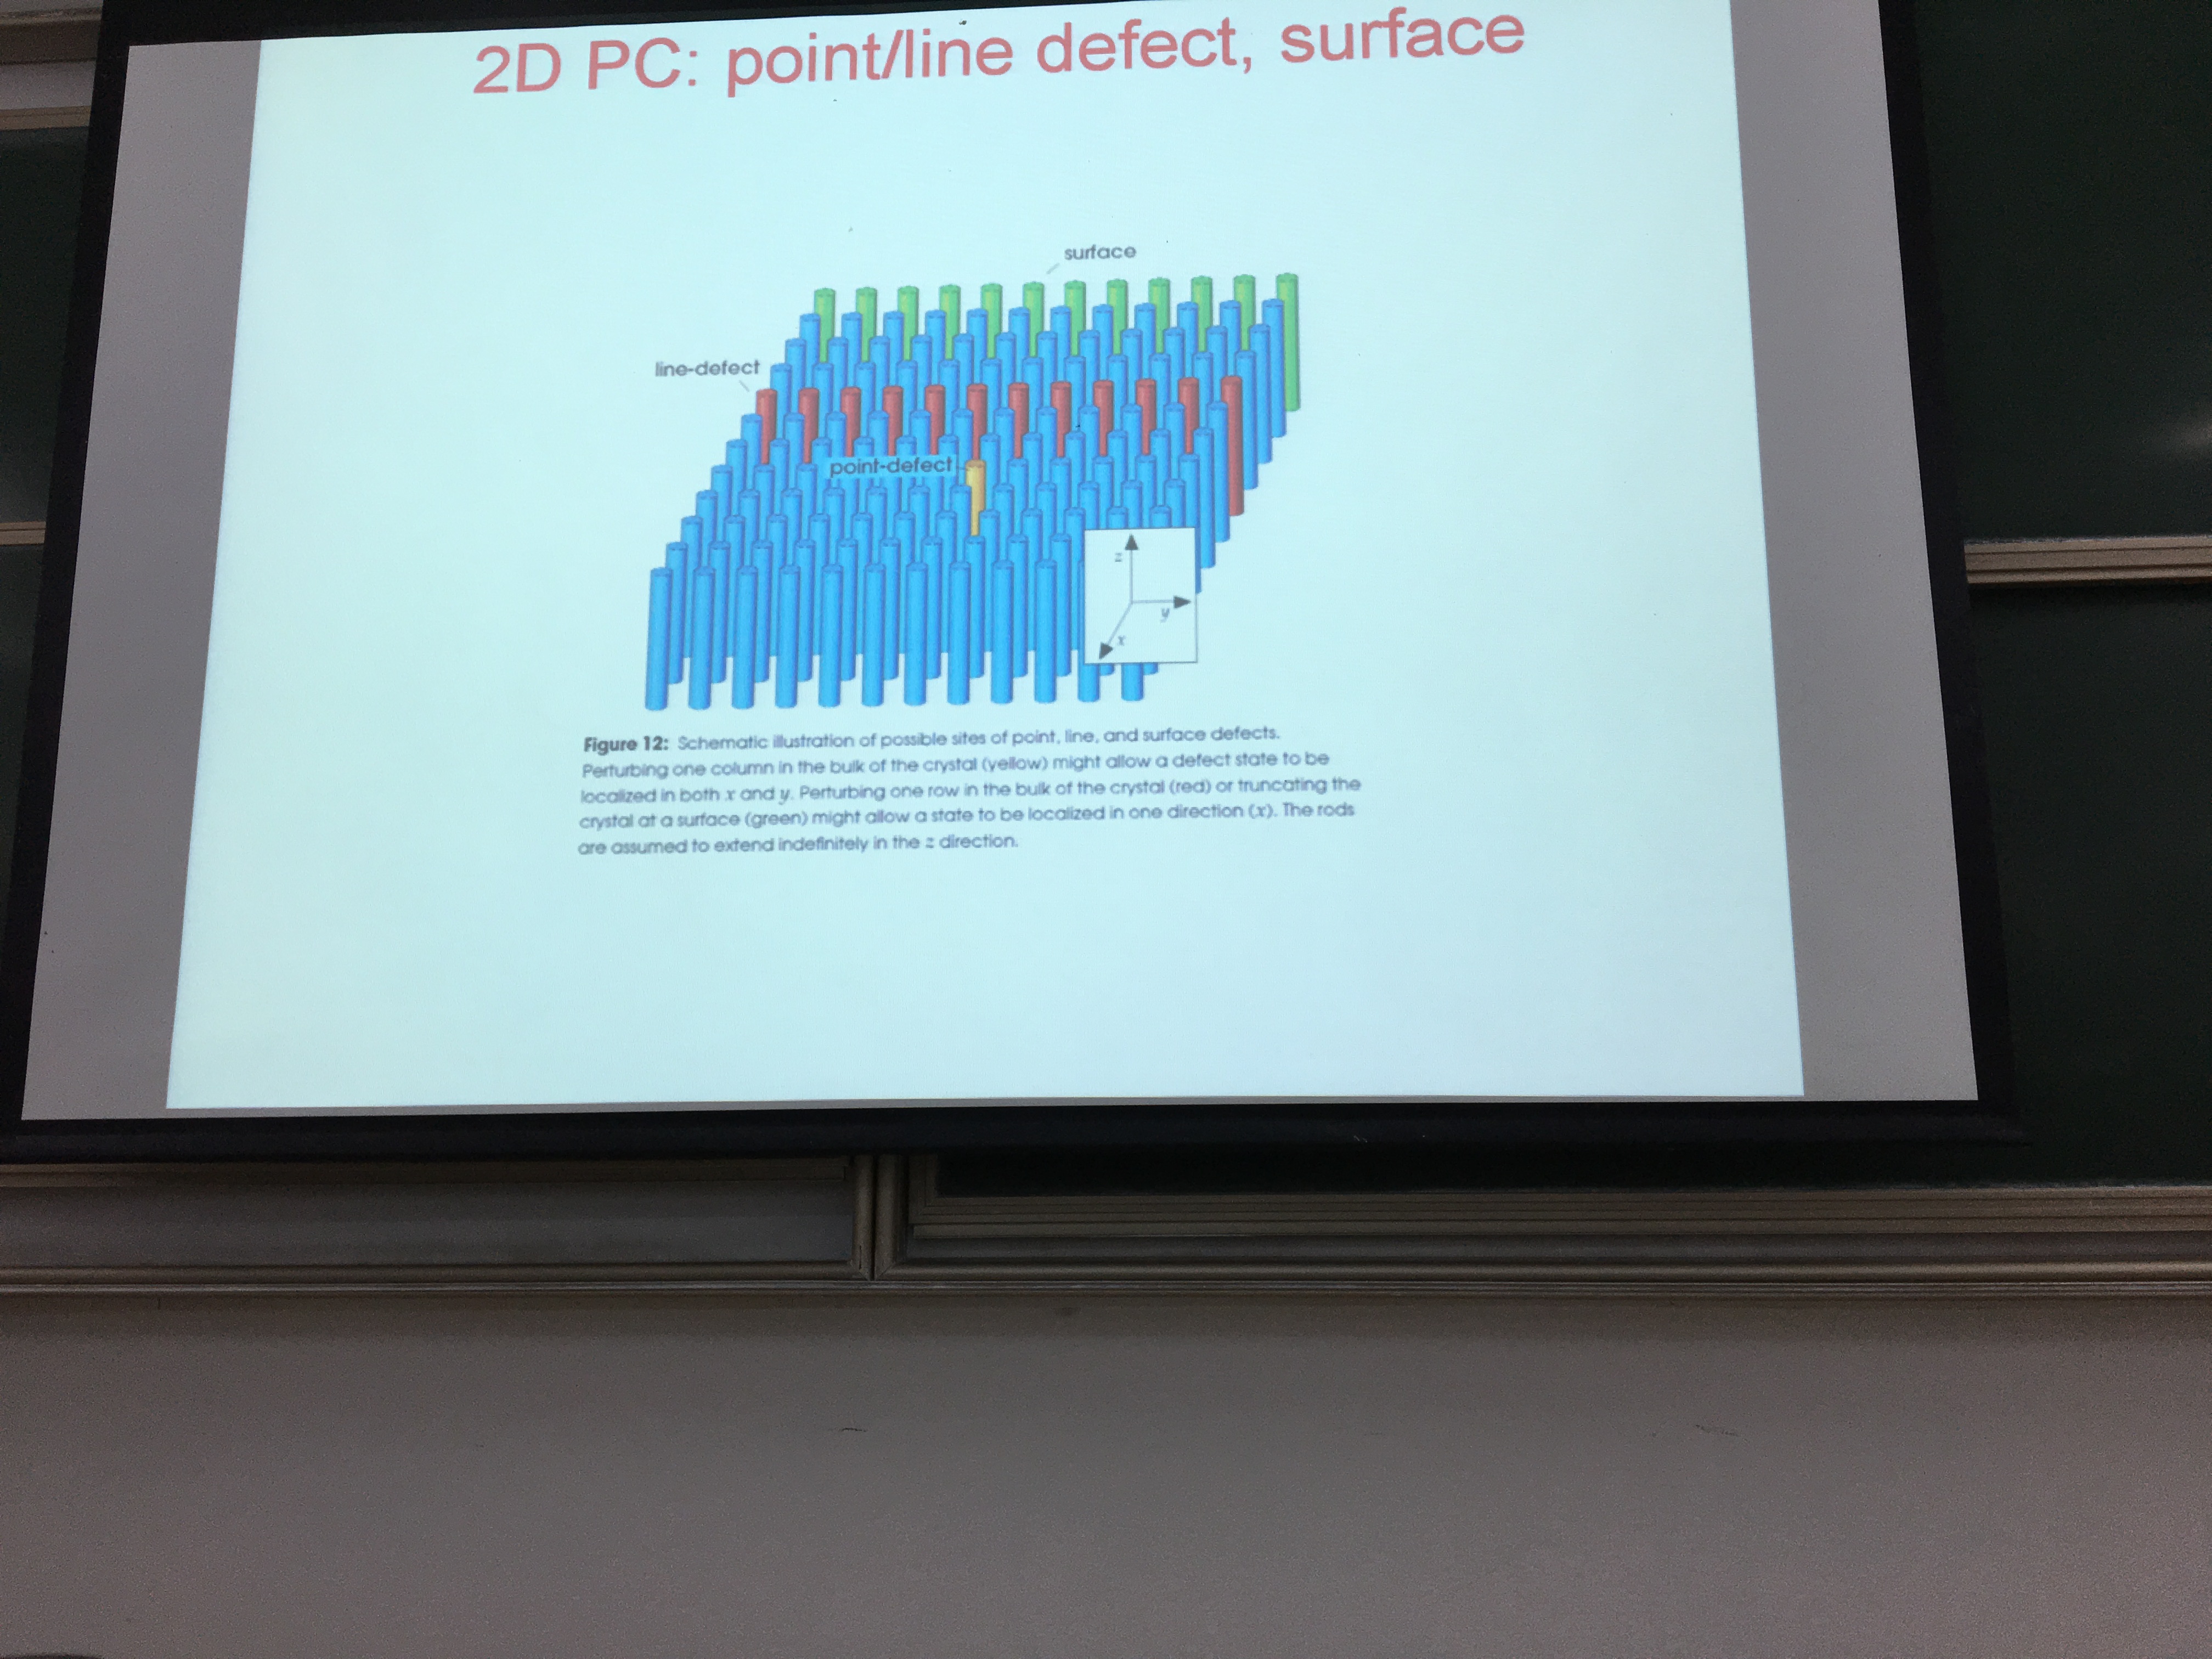 2D PC: point/line defect, surface
surface
line-defect
point-defect
z
y
x
Figure 12: Schematic illustration of possible sites of point, line, and surface defects.
Perturbing one column in the bulk of the crystal (yellow) might allow a defect state to be
localized in both x and y. Perturbing one row in the bulk of the crystal (red) or truncating the
crystal at a surface (green) might allow a state to be localized in one direction (x). The rods
are assumed to extend indefinitely in the z direction.